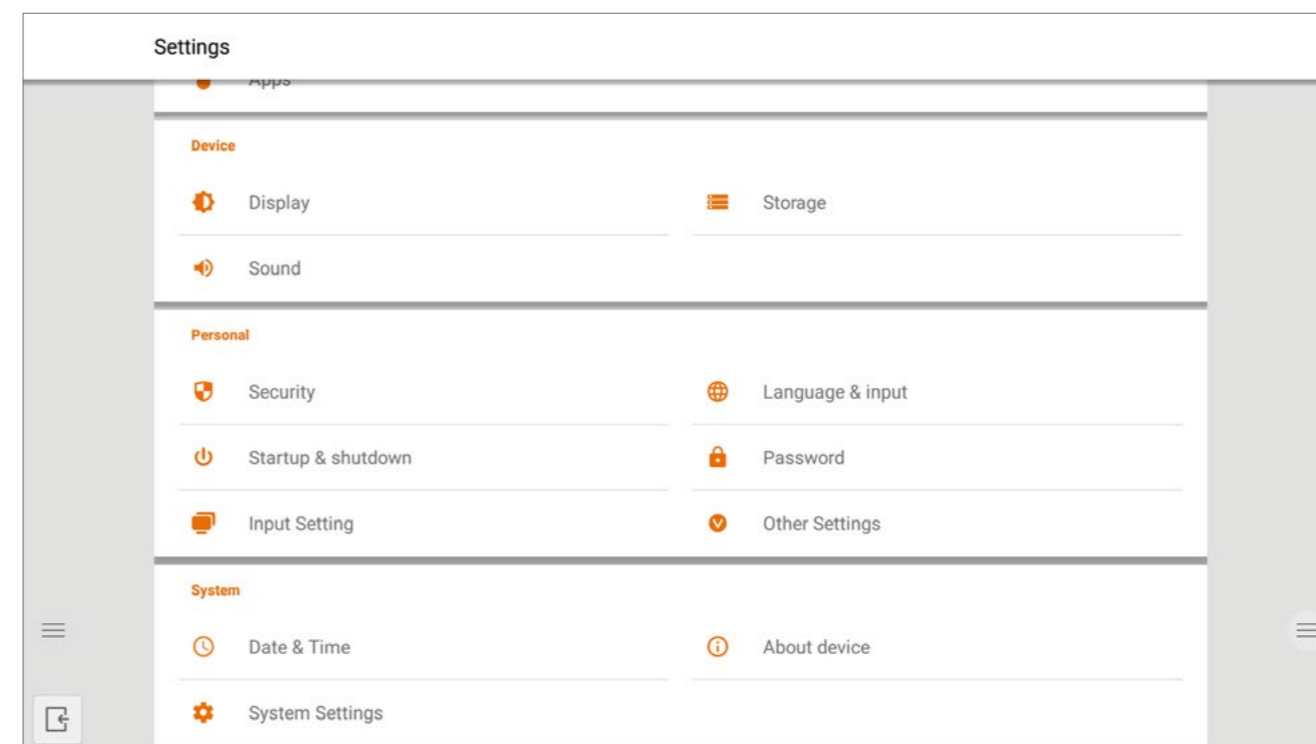 Settings
Apps
Device
Display
Storage
Sound
Personal
Security
Language & input
Startup & shutdown
Password
Input Setting
Other Settings
System
Date & Time
About device
System Settings